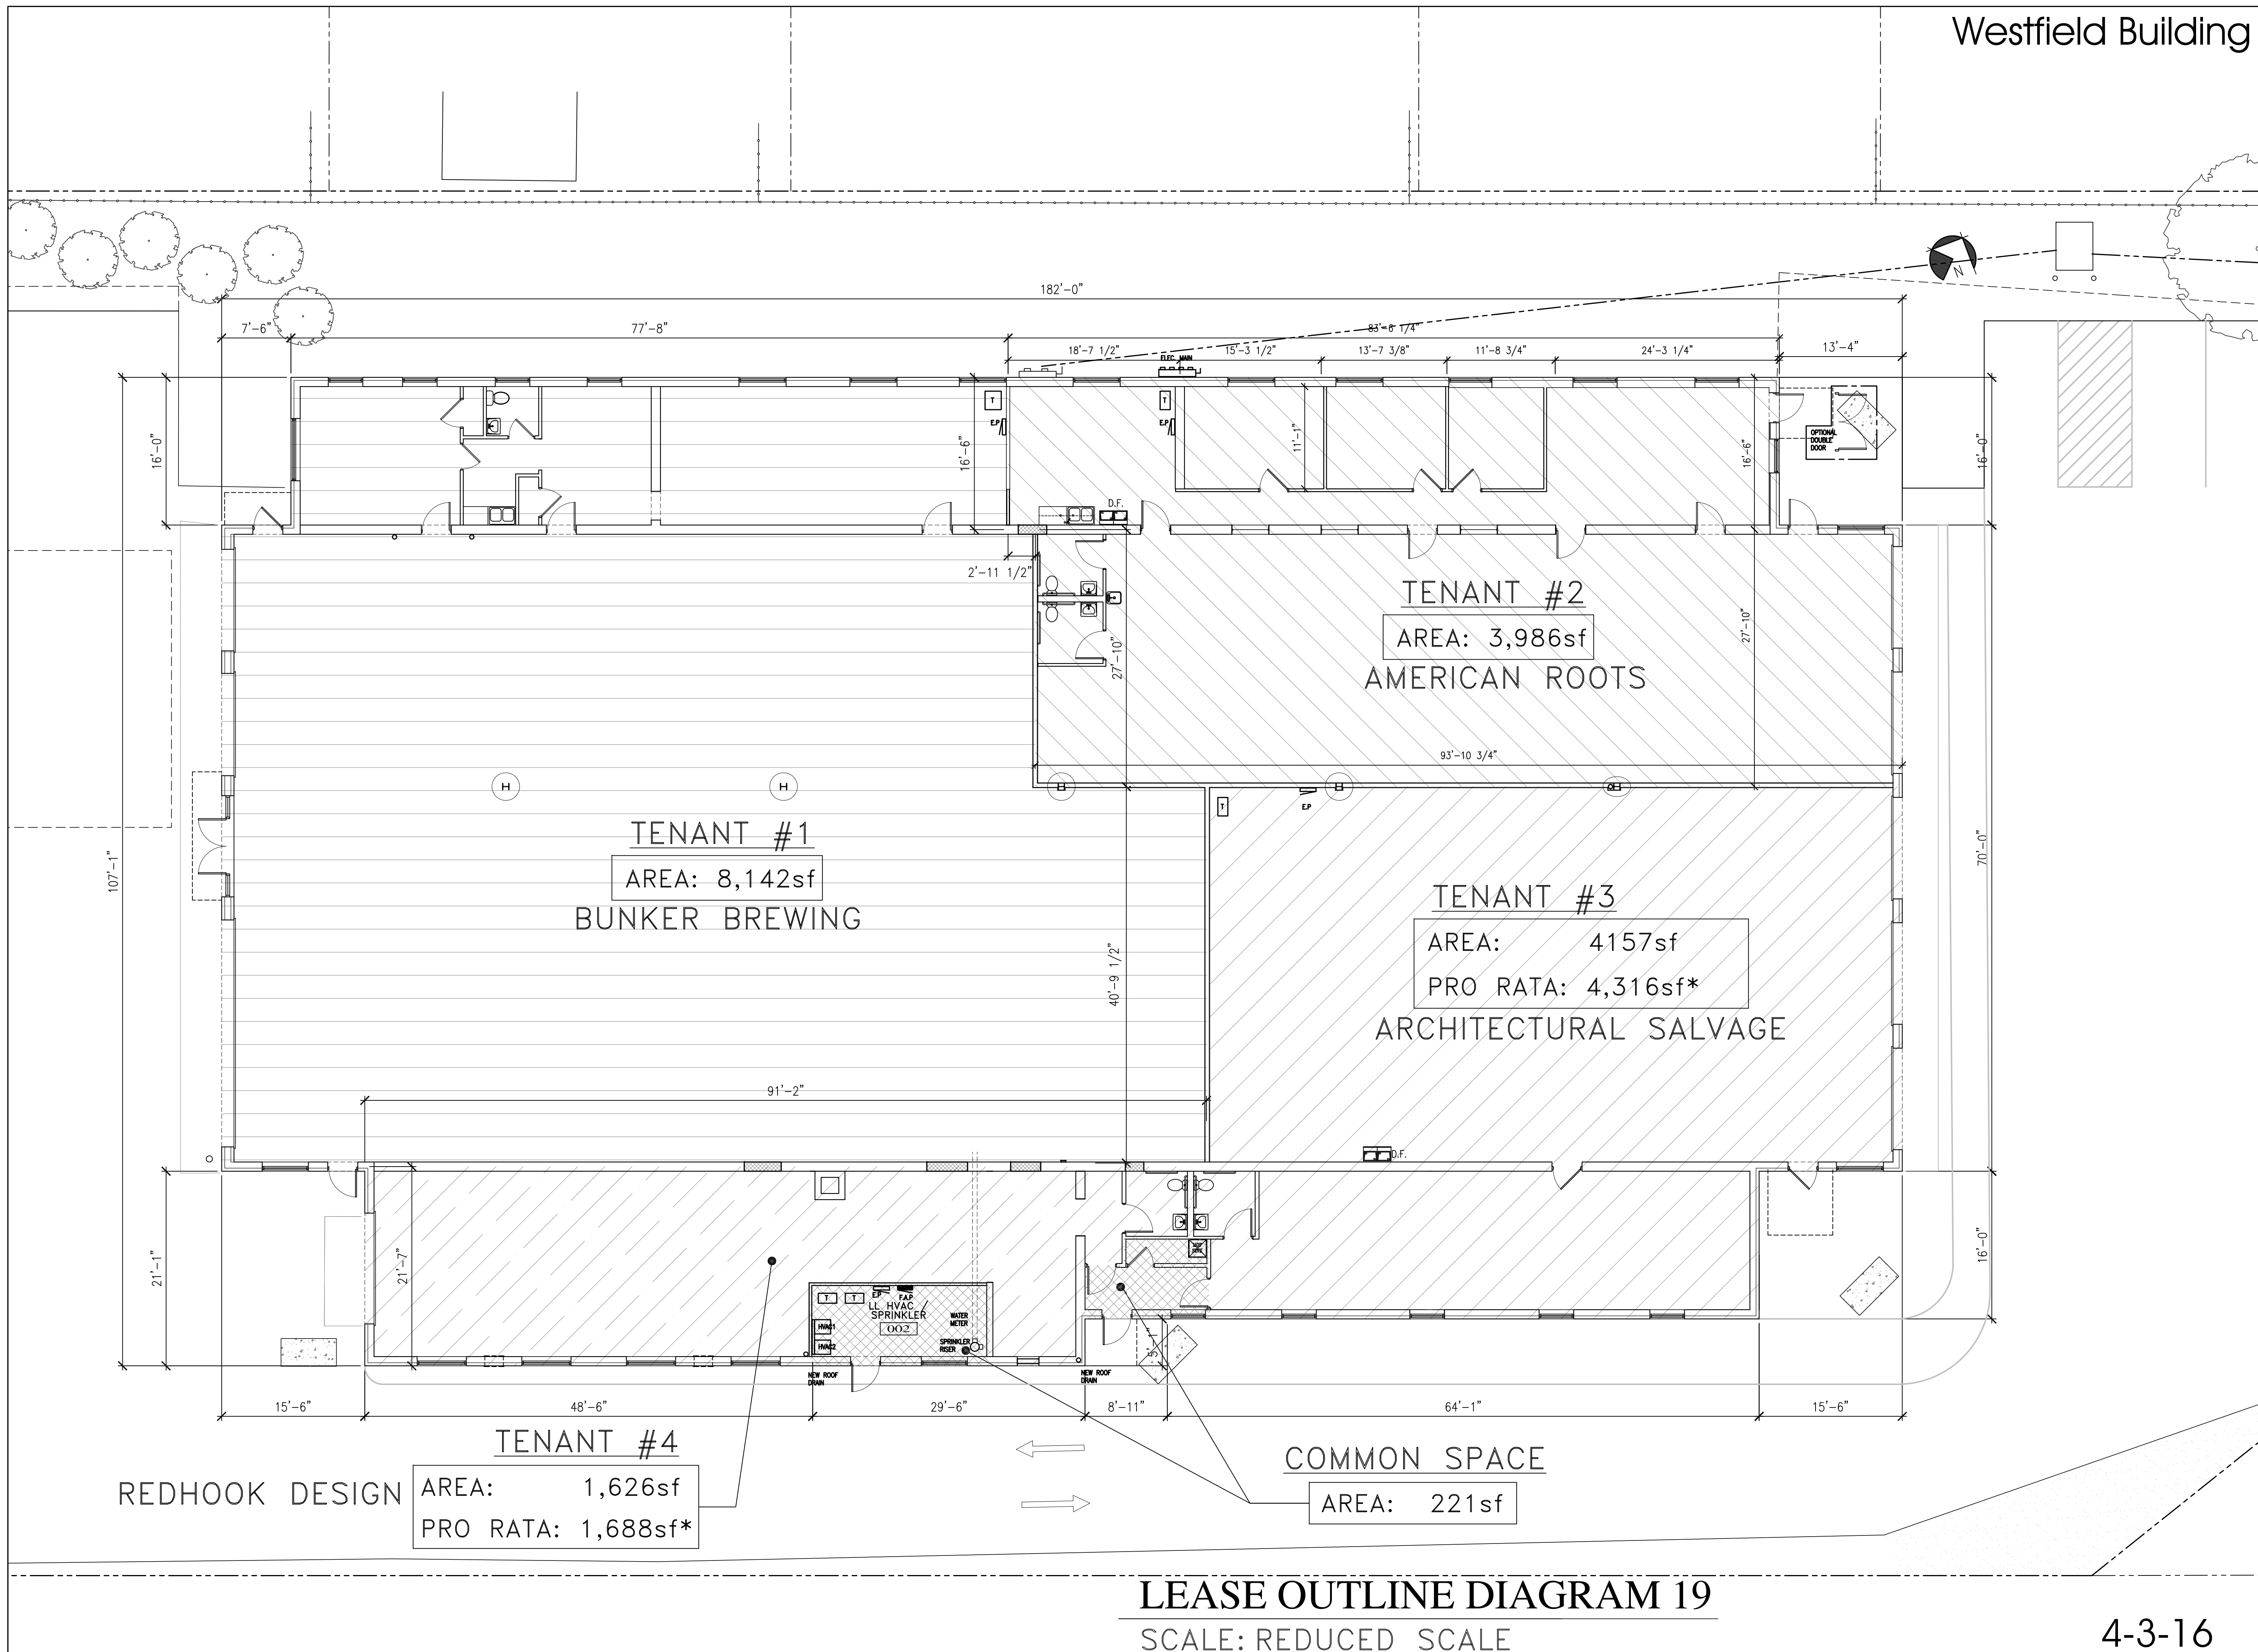 Westfield Building
182'-0"
7'-6"
77'-8"
83'-6 1/4"
13'-4"
18'-7 1/2"
15'-3 1/2"
13'-7 3/8"
11'-8 3/4"
24'-3 1/4"
ELEC. MAIN
N
T
E.P
T
E.P
16'-0"
16'-6"
11'-1"
16'-6"
16'-0"
OPTIONAL
DOUBLE
DOOR
D.F.
2'-11 1/2"
27'-10"
27'-10"
TENANT #2
AREA: 3,986sf
AMERICAN ROOTS
93'-10 3/4"
H
H
T
E.P
107'-1"
70'-0"
TENANT #1
AREA: 8,142sf
BUNKER BREWING
40'-9 1/2"
TENANT #3
AREA: 4157sf
PRO RATA: 4,316sf*
ARCHITECTURAL SALVAGE
91'-2"
D.F.
21'-1"
21'-7"
16'-0"
T
T
E.P
F.A.P
LL HVAC /
SPRINKLER
002
WATER
METER
HVAC1
HVAC2
SPRINKLER
RISER
5'-1"
NEW ROOF
DRAIN
NEW ROOF
DRAIN
15'-6"
48'-6"
29'-6"
8'-11"
64'-1"
15'-6"
TENANT #4
REDHOOK DESIGN
AREA: 1,626sf
PRO RATA: 1,688sf*
COMMON SPACE
AREA: 221sf
LEASE OUTLINE DIAGRAM 19
SCALE: REDUCED SCALE
4-3-16